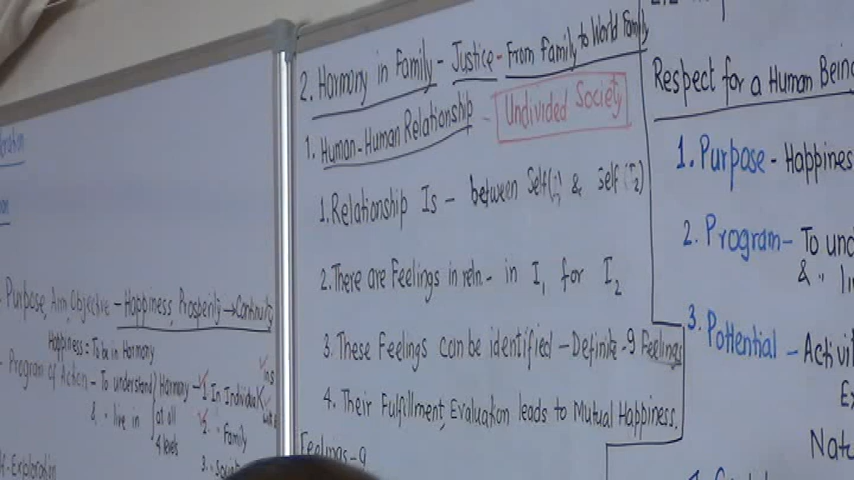 Purpose, Aim Objective - Happiness, Prosperity → Continuity
Happiness = To be in Harmony
Program of Action - To understand Harmony - 1. In Individual
& " live in at all 4 levels
2. " Family
3. "
2. Harmony in Family - Justice - From Family to World Family
1. Human-Human Relationship - Undivided Society
1. Relationship Is - between Self(I1) & Self(I2)
2. There are Feelings in reln - in I1 for I2
3. These Feelings can be identified - Definite - 9 Feelings
4. Their Fulfillment, Evaluation leads to Mutual Happiness.
Feelings - 9
Respect for a Human Being
1. Purpose - Happiness
2. Program - To und
& " li
3. Pottential - Activi
Ex
Natu